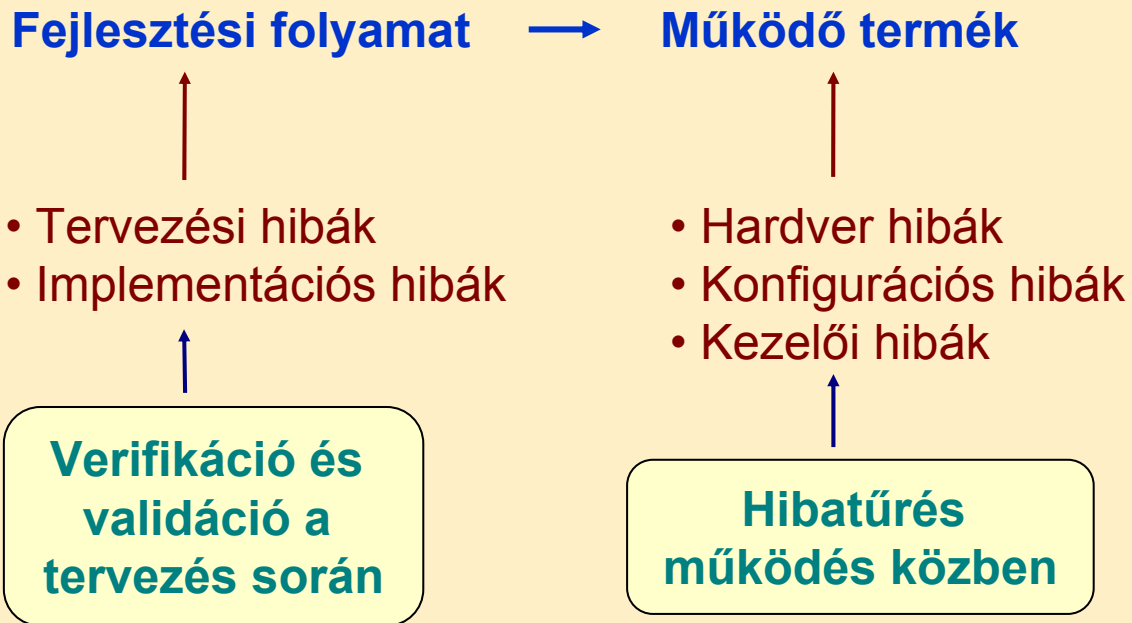 Fejlesztési folyamat
Működő termék
• Tervezési hibák
• Implementációs hibák
• Hardver hibák
• Konfigurációs hibák
• Kezelői hibák
Verifikáció és
validáció a
tervezés során
Hibatűrés
működés közben